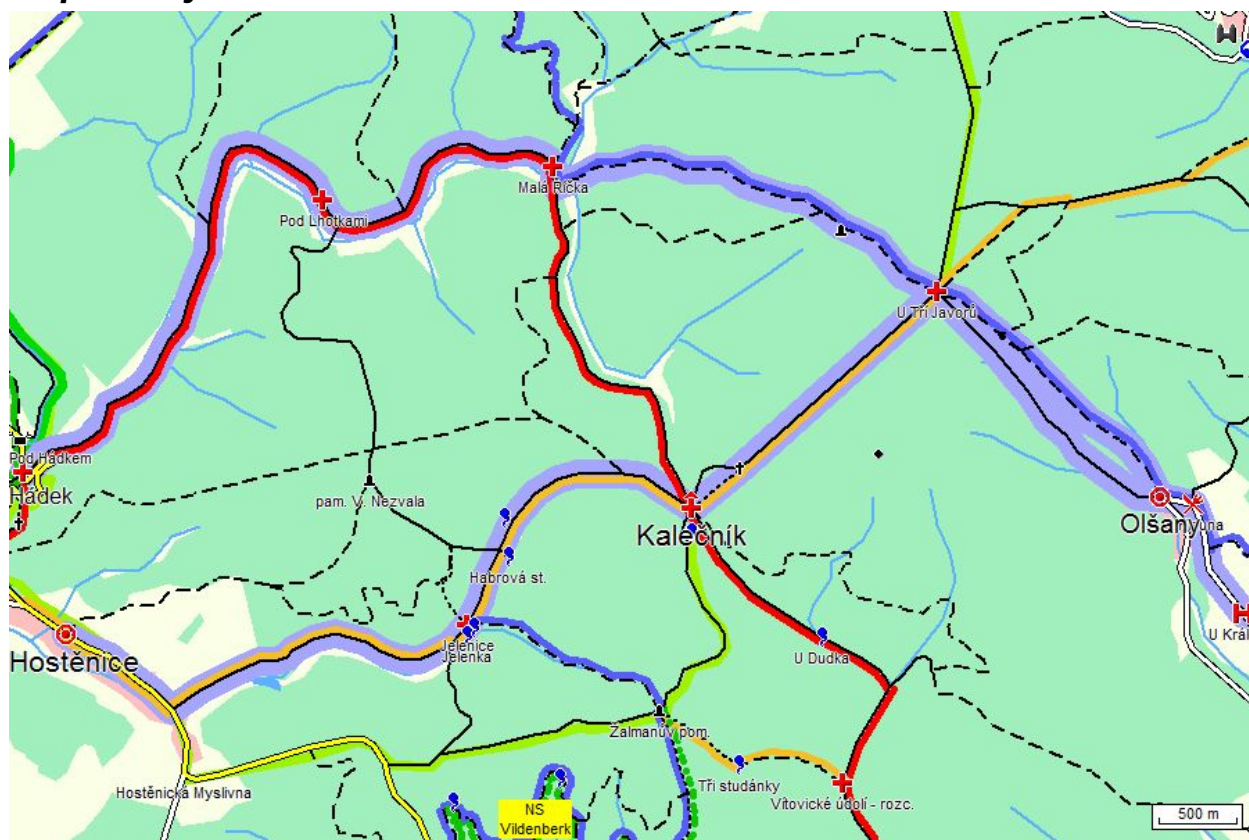 Malá Říčka
Pod Lhotkami
U Tří Javorů
Pod Hádkem
Hádek
pam. V. Nezvala
Olšany
Kalečník
Habrová st.
U Král
Hostěnice
Jelenice
Jelenka
U Dudka
Žalmanův pom.
Tři studánky
Vítovické údolí - rozc.
Hostěnická Myslivna
NS
Vildenberk
500 m